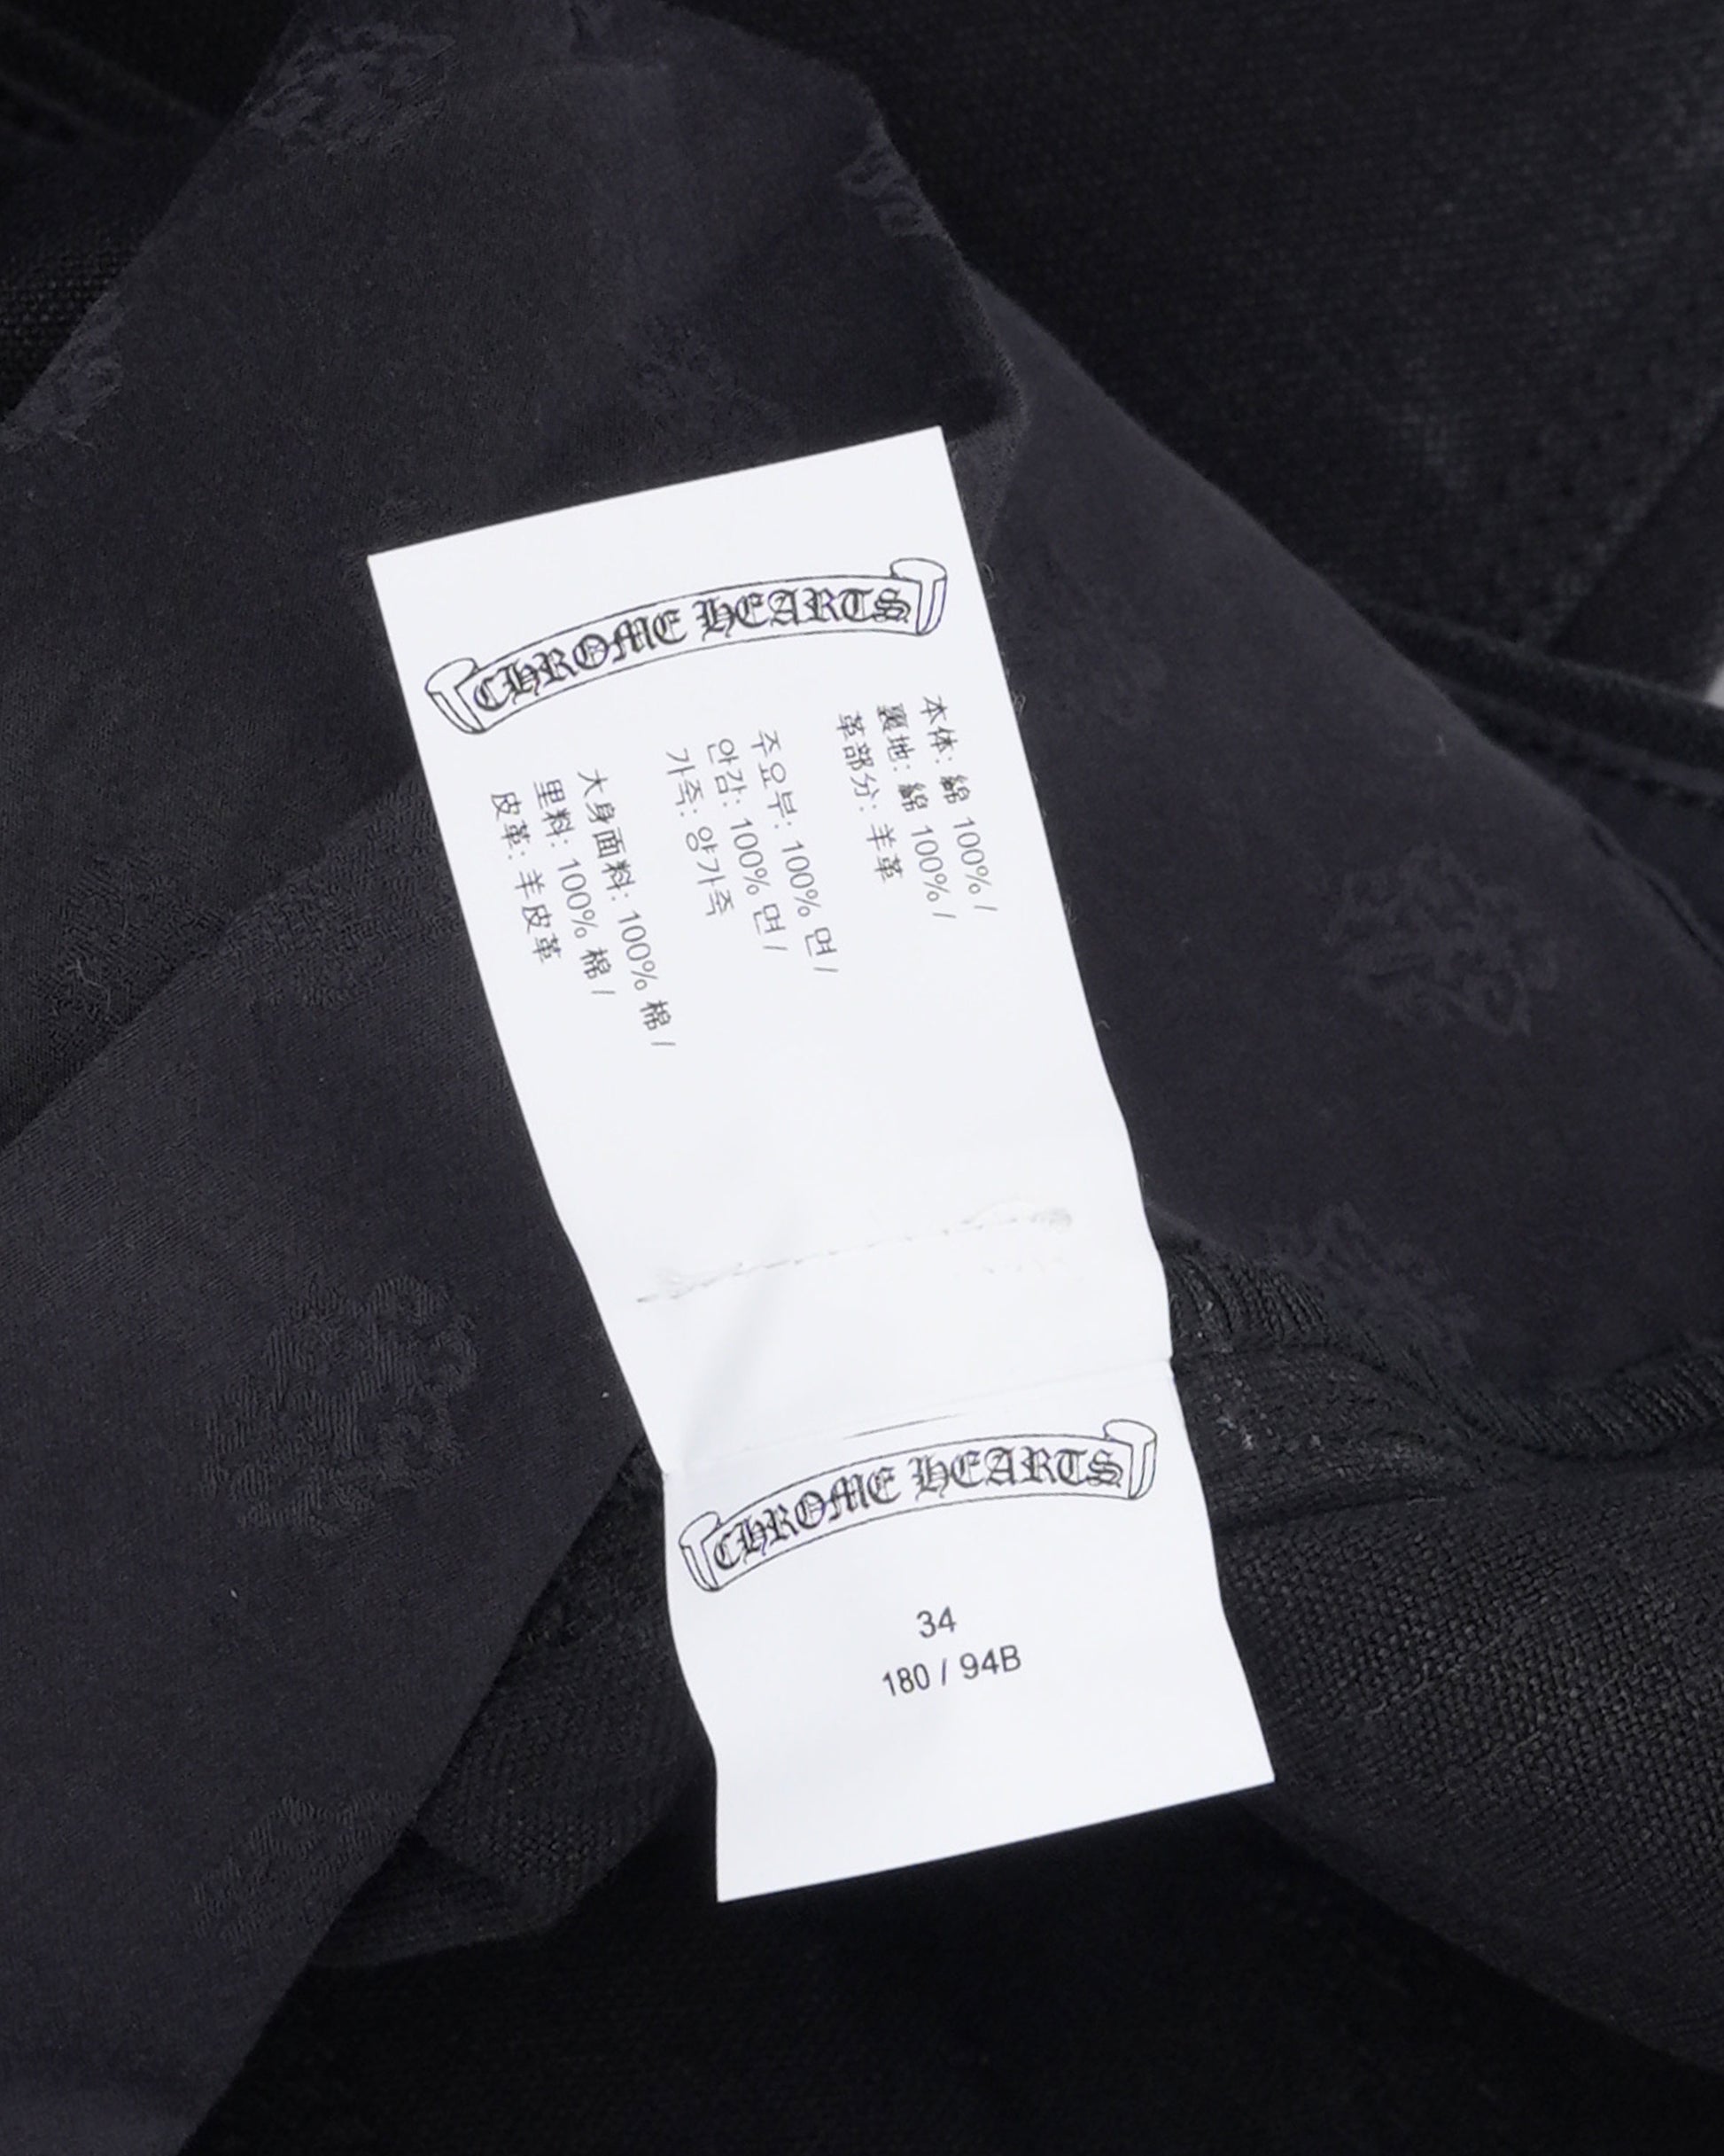 CHROME HEARTS
本体: 綿 100% /
裏地: 綿 100% /
革部分: 羊革
주요부: 100% 면 /
안감: 100% 면 /
가죽: 양가죽
大身面料: 100% 棉 /
里料: 100% 棉 /
皮革: 羊皮革
CHROME HEARTS
34
180 / 94B